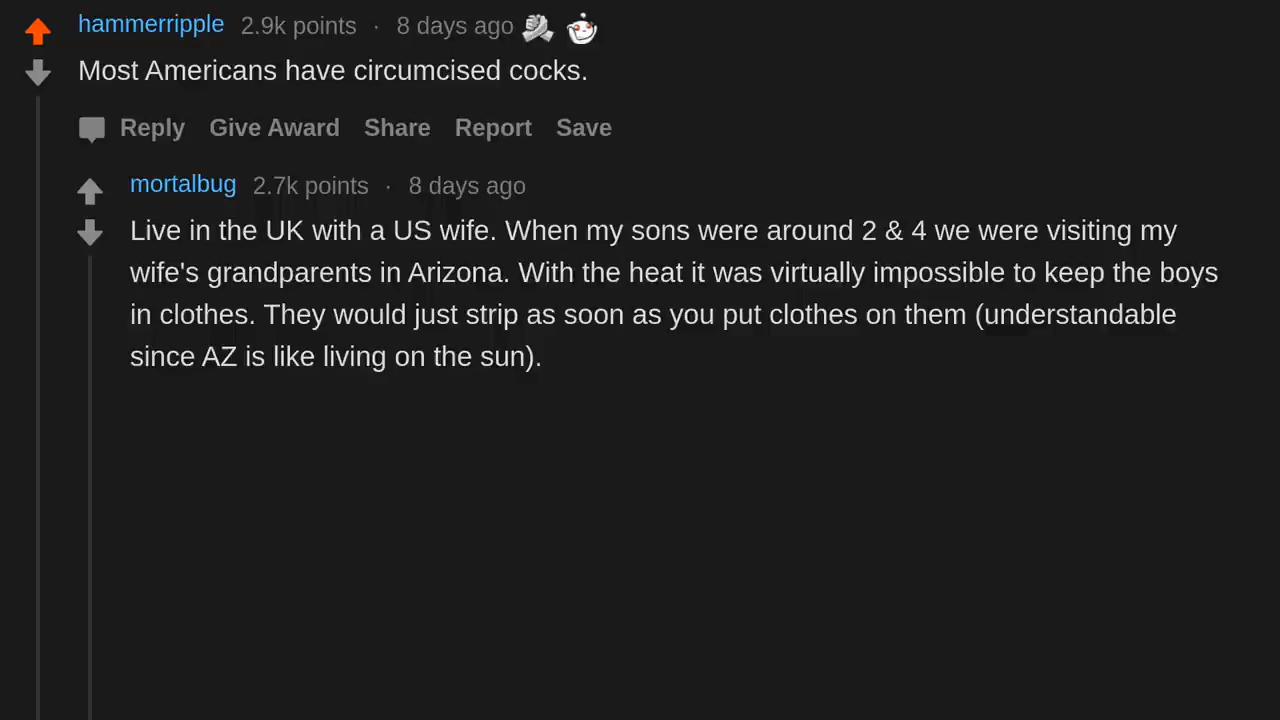 hammerripple 2.9k points · 8 days ago
Most Americans have circumcised cocks.
Reply Give Award Share Report Save
mortalbug 2.7k points · 8 days ago
Live in the UK with a US wife. When my sons were around 2 & 4 we were visiting my
wife's grandparents in Arizona. With the heat it was virtually impossible to keep the boys
in clothes. They would just strip as soon as you put clothes on them (understandable
since AZ is like living on the sun).